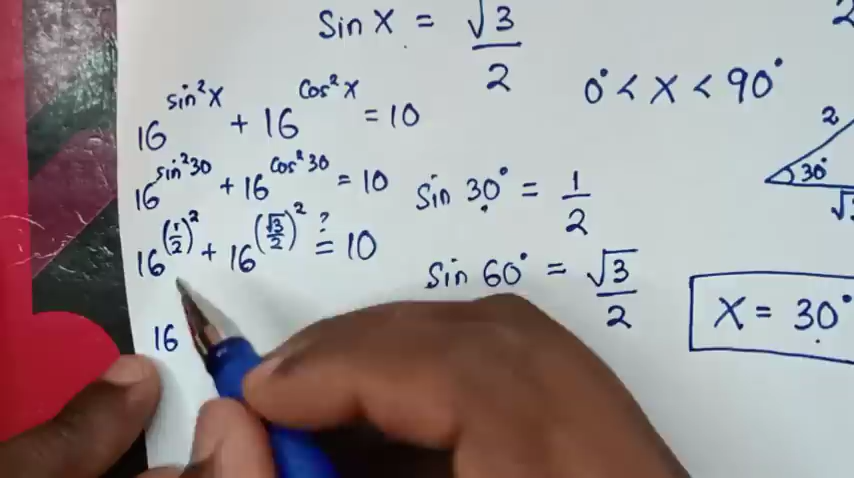 Sin X = √3/2
2
16^sin²X + 16^cos²X = 10
0° < X < 90°
2
30°
√
16^sin²30 + 16^cos²30 = 10
Sin 30° = 1/2
16^(1/2)² + 16^(√3/2)² ?= 10
Sin 60° = √3/2
X = 30°
16